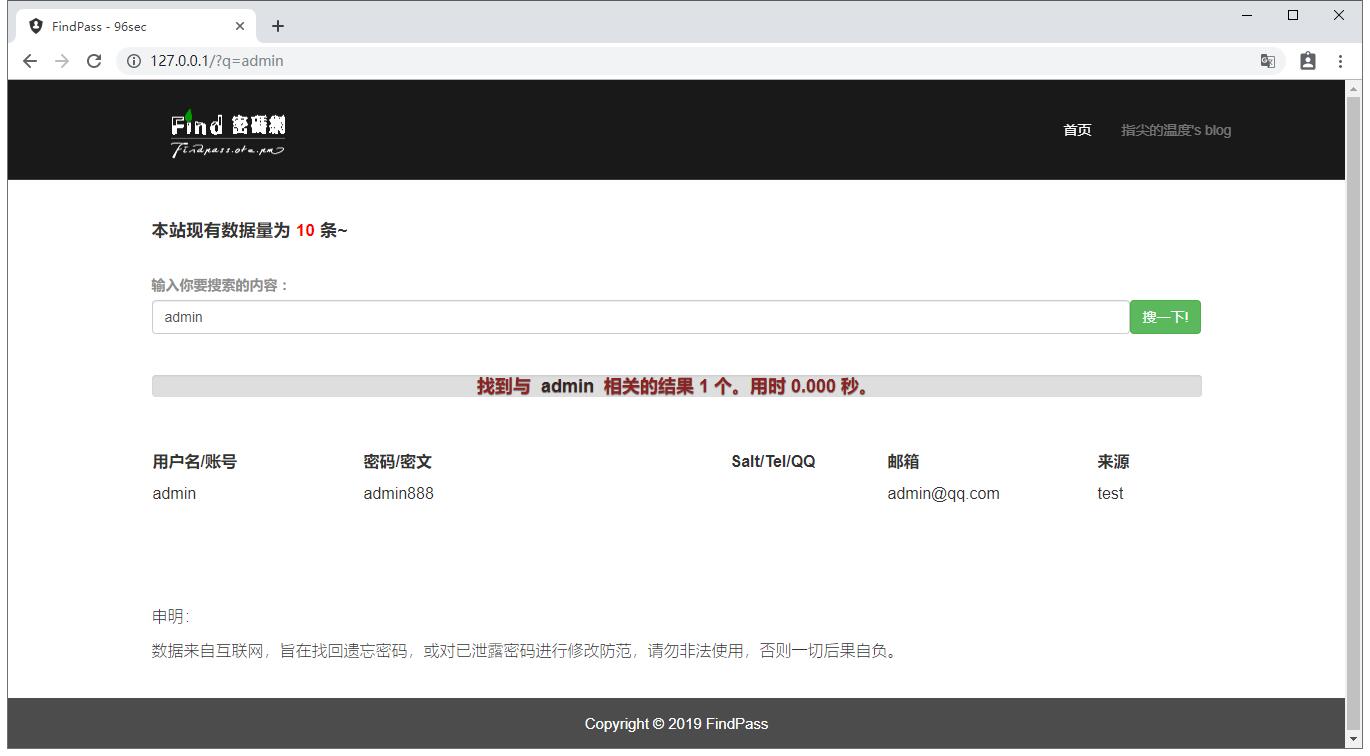 FindPass - 96sec
127.0.0.1/?q=admin
Find 密碼網
Findpass.ote.pw
首页 指尖的温度's blog
本站现有数据量为 10 条~
输入你要搜索的内容：
admin 搜一下!
找到与 admin 相关的结果 1 个。用时 0.000 秒。
用户名/账号 密码/密文 Salt/Tel/QQ 邮箱 来源
admin admin888 admin@qq.com test
申明：
数据来自互联网，旨在找回遗忘密码，或对已泄露密码进行修改防范，请勿非法使用，否则一切后果自负。
Copyright © 2019 FindPass